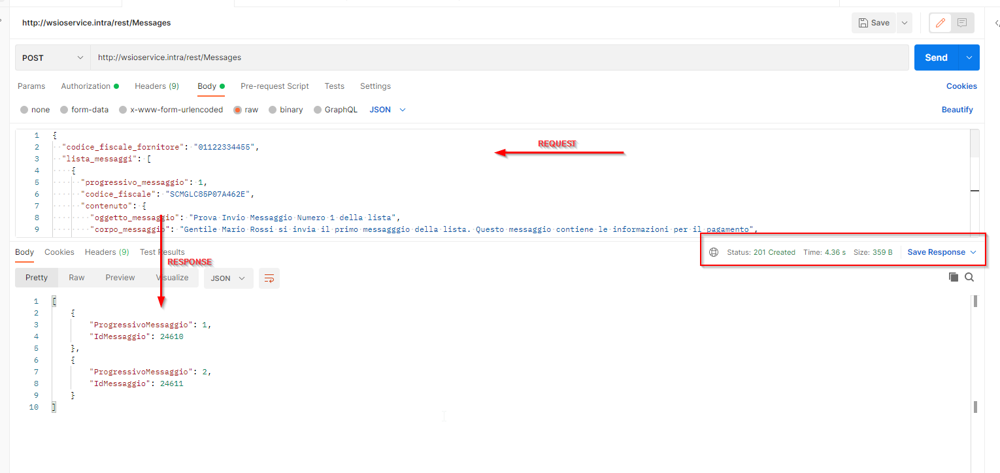 http://wsioservice.intra/rest/Messages
Save
POST
http://wsioservice.intra/rest/Messages
Send
Params Authorization Headers (9) Body Pre-request Script Tests Settings Cookies
none form-data x-www-form-urlencoded raw binary GraphQL JSON Beautify
1 {
2 "codice_fiscale_fornitore": "01122334455",
3 "lista_messaggi": [
4 {
5 "progressivo_messaggio": 1,
6 "codice_fiscale": "SCMGLC85P07A462E",
7 "contenuto": {
8 "oggetto_messaggio": "Prova Invio Messaggio Numero 1 della lista",
9 "corpo_messaggio": "Gentile Mario Rossi si invia il primo messagggio della lista. Questo messaggio contiene le informazioni per il pagamento",
REQUEST
Body Cookies Headers (9) Test Results
Status: 201 Created Time: 4.36 s Size: 359 B Save Response
RESPONSE
Pretty Raw Preview Visualize JSON
1 [
2 {
3 "ProgressivoMessaggio": 1,
4 "IdMessaggio": 24610
5 },
6 {
7 "ProgressivoMessaggio": 2,
8 "IdMessaggio": 24611
9 }
10 ]